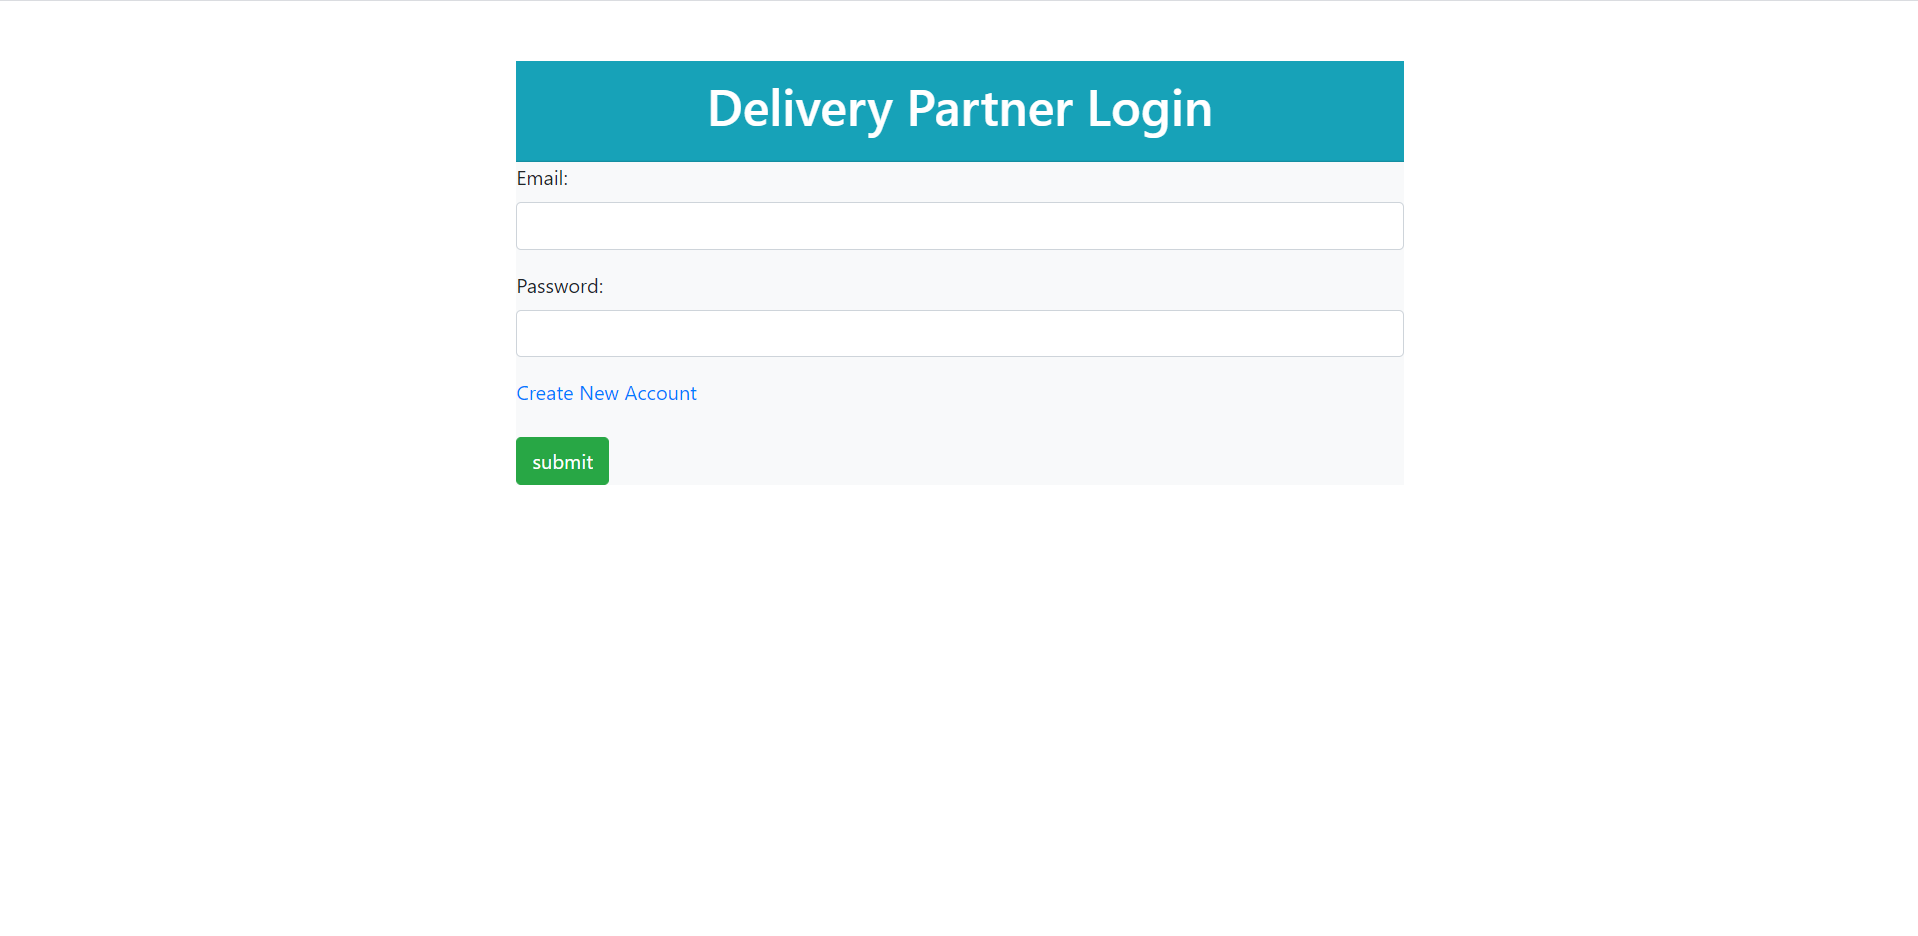 Delivery Partner Login
Email:
Password:
Create New Account
submit